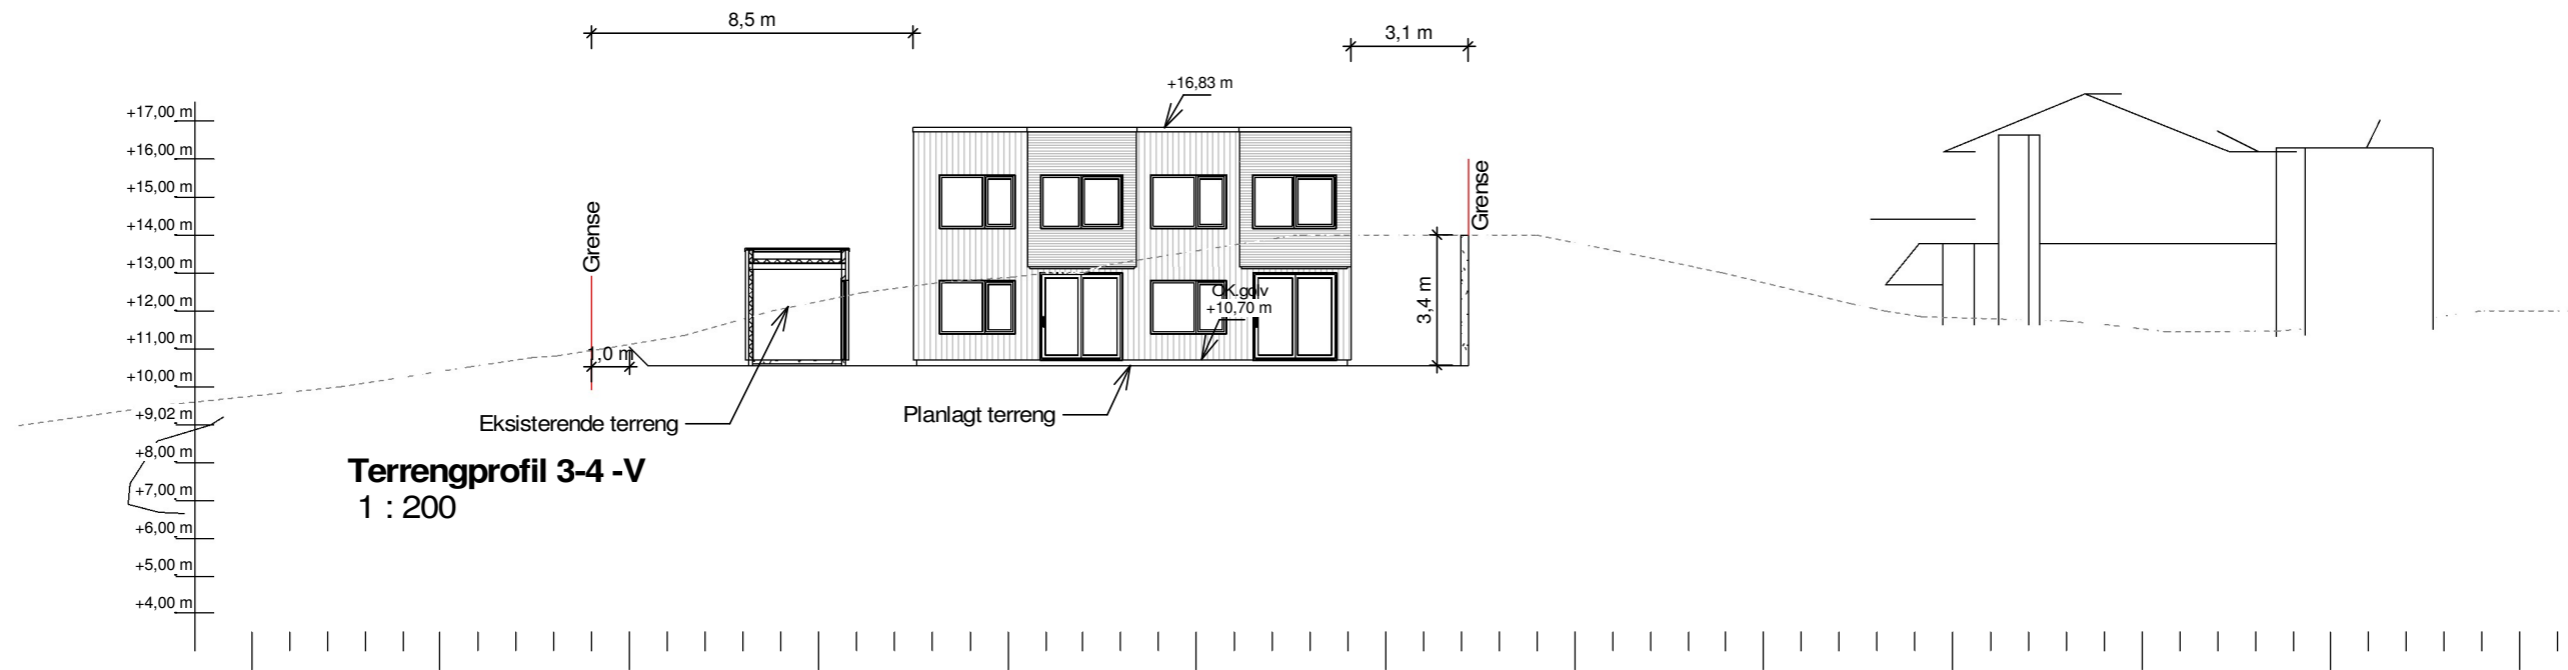 8,5 m
3,1 m
+16,83 m
+17,00 m
+16,00 m
+15,00 m
+14,00 m
+13,00 m
+12,00 m
+11,00 m
+10,00 m
+9,02 m
+8,00 m
+7,00 m
+6,00 m
+5,00 m
+4,00 m
Grense
Grense
OK.golv
+10,70 m
3,4 m
1,0 m
Eksisterende terreng
Planlagt terreng
Terrengprofil 3-4 -V
1 : 200